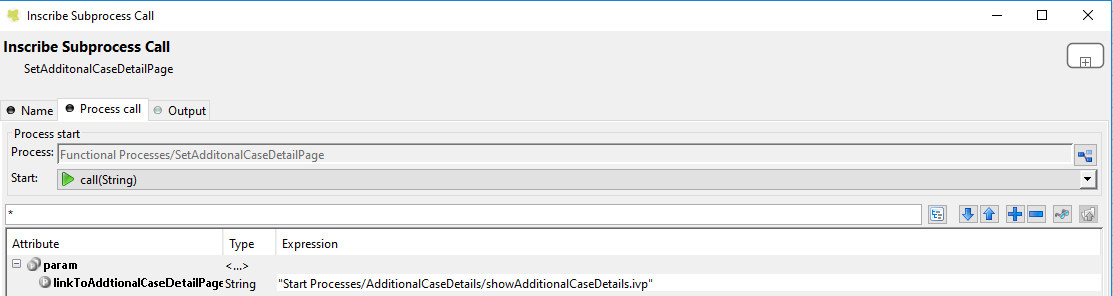 Inscribe Subprocess Call
Inscribe Subprocess Call
SetAdditonalCaseDetailPage
Name Process call Output
Process start
Process: Functional Processes/SetAdditonalCaseDetailPage
Start: call(String)
*
Attribute Type Expression
param <...>
linkToAddtionalCaseDetailPage String "Start Processes/AdditionalCaseDetails/showAdditionalCaseDetails.ivp"